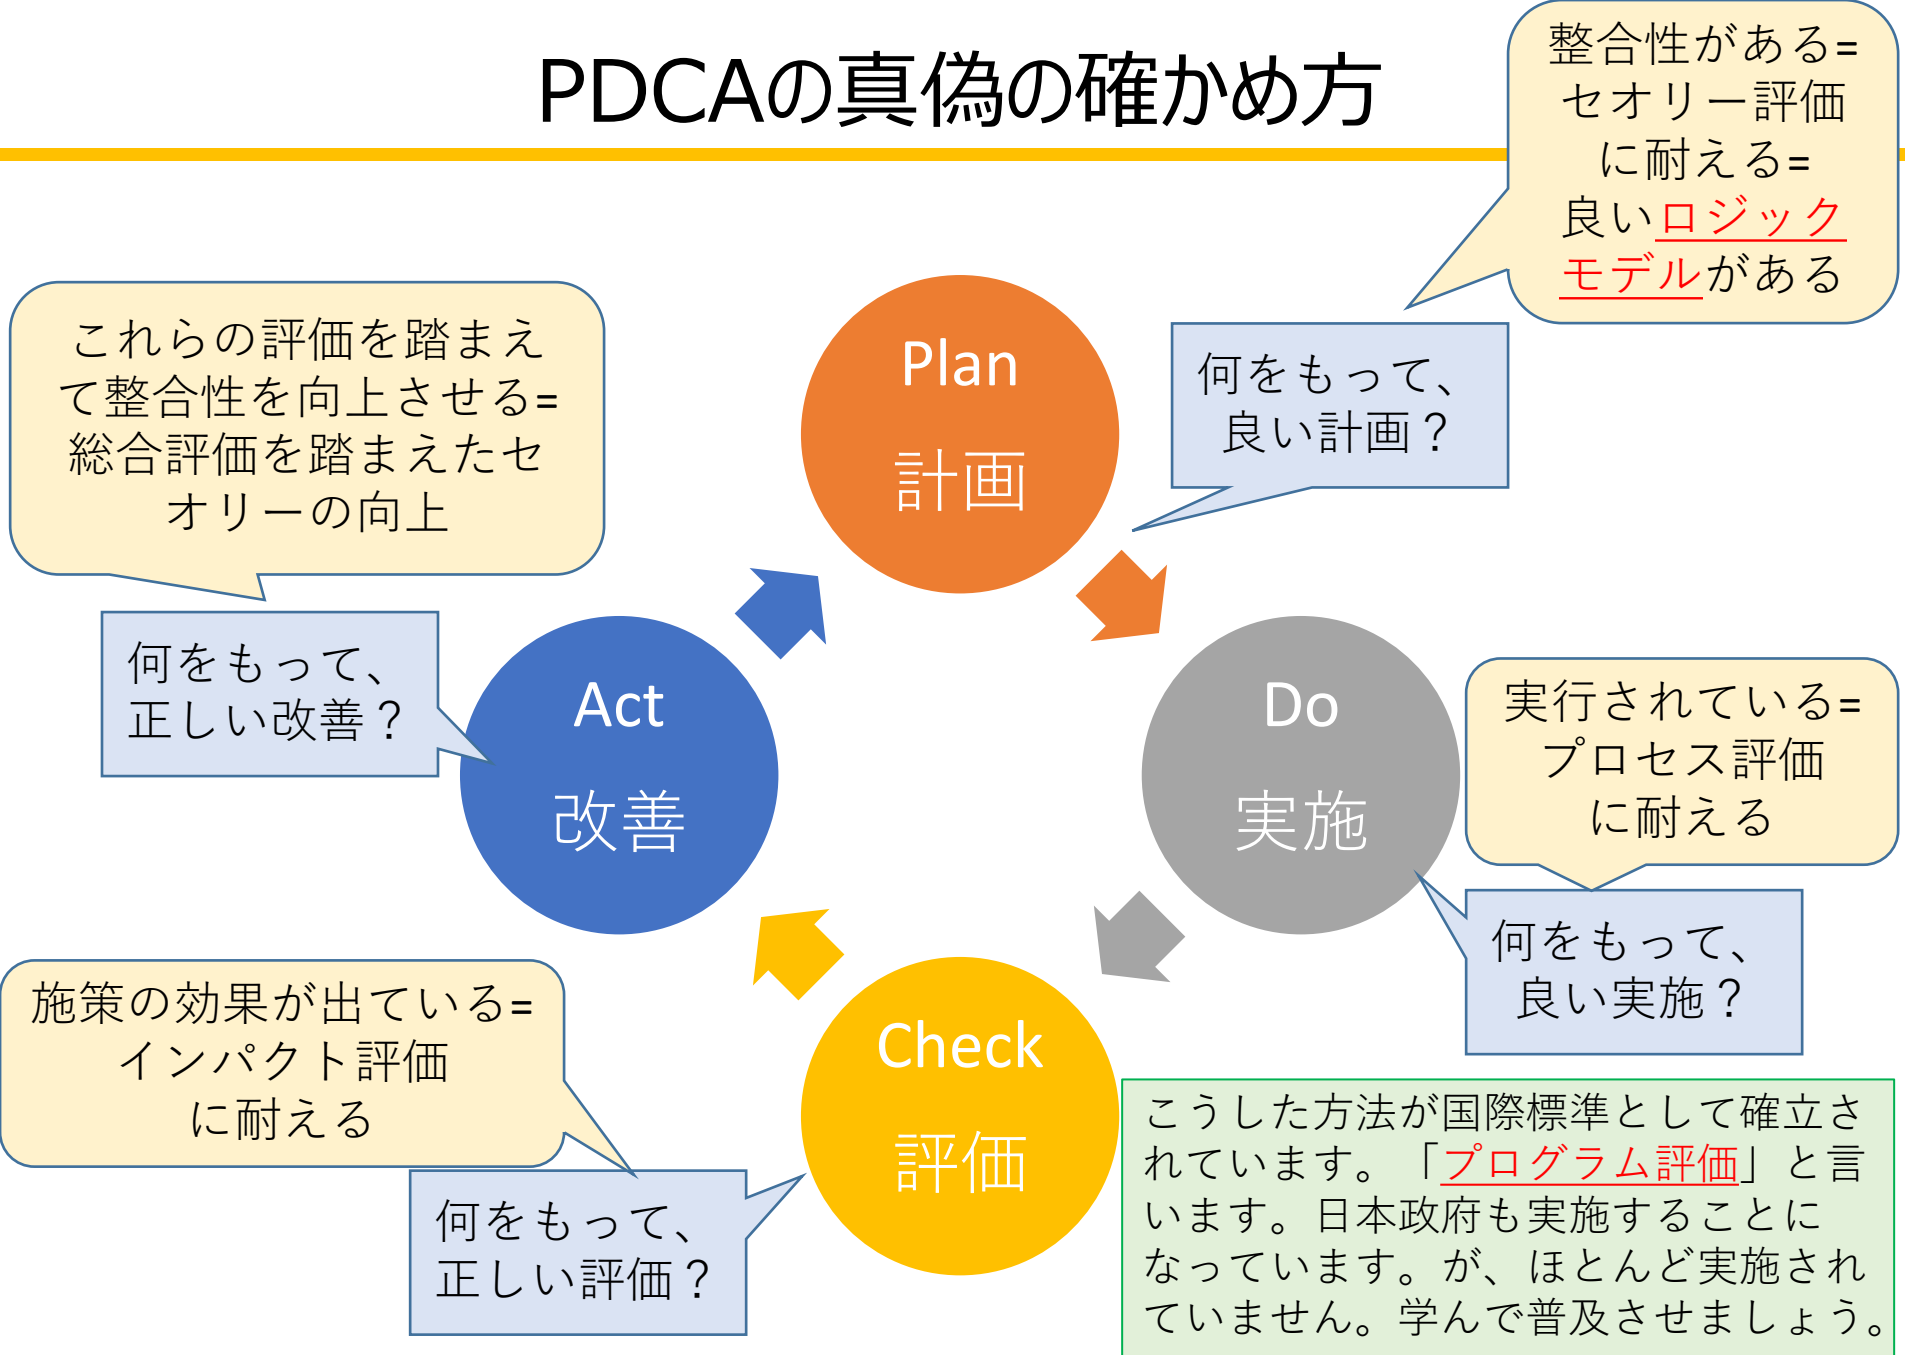 PDCAの真偽の確かめ方
整合性がある=
セオリー評価
に耐える=
良いロジック
モデルがある
これらの評価を踏まえ
て整合性を向上させる=
総合評価を踏まえたセ
オリーの向上
Plan
計画
何をもって、
良い計画？
何をもって、
正しい改善？
Act
改善
Do
実施
実行されている=
プロセス評価
に耐える
何をもって、
良い実施？
施策の効果が出ている=
インパクト評価
に耐える
Check
評価
何をもって、
正しい評価？
こうした方法が国際標準として確立さ
れています。「プログラム評価」と言
います。日本政府も実施することに
なっています。が、ほとんど実施され
ていません。学んで普及させましょう。